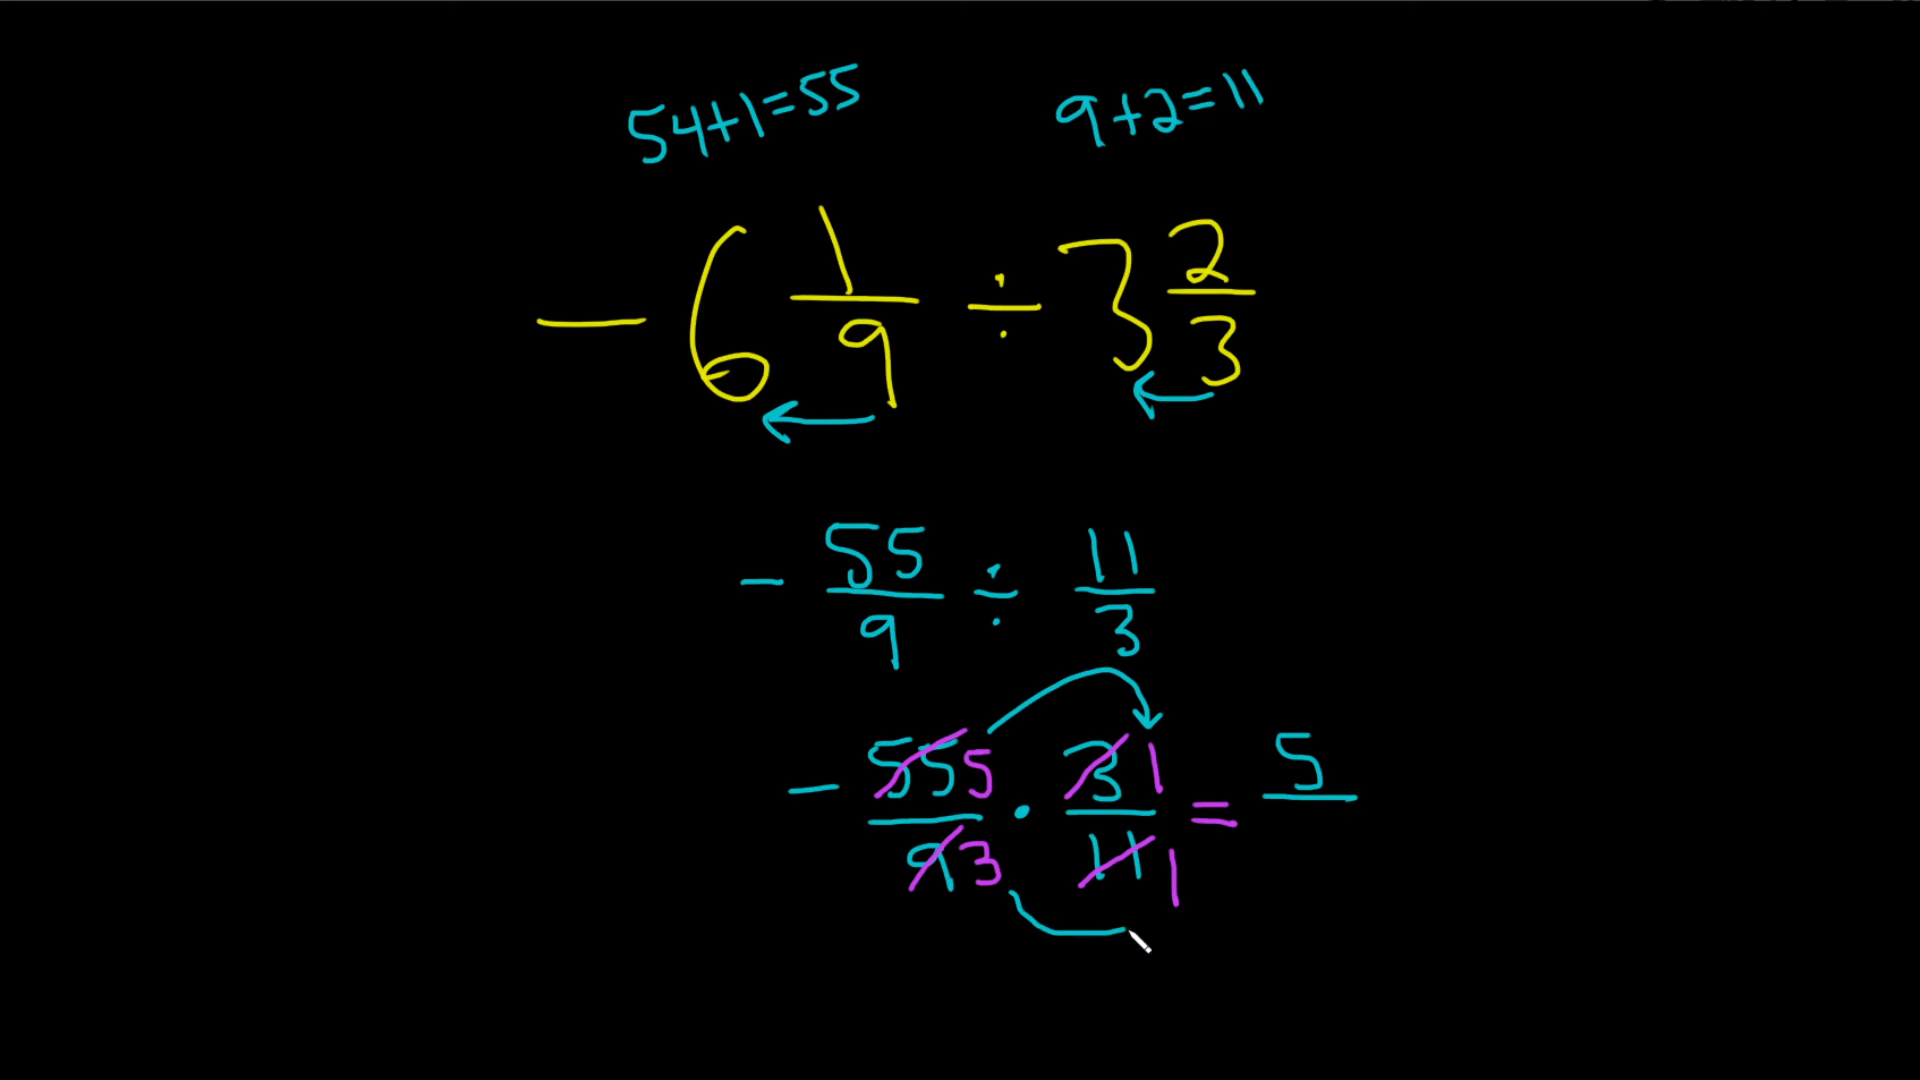 54+1=55 9+2=11
- 6 1/9 ÷ 3 2/3
- 55/9 ÷ 11/3
- 55 5/9 3 · 3 1/11 1 = 5/